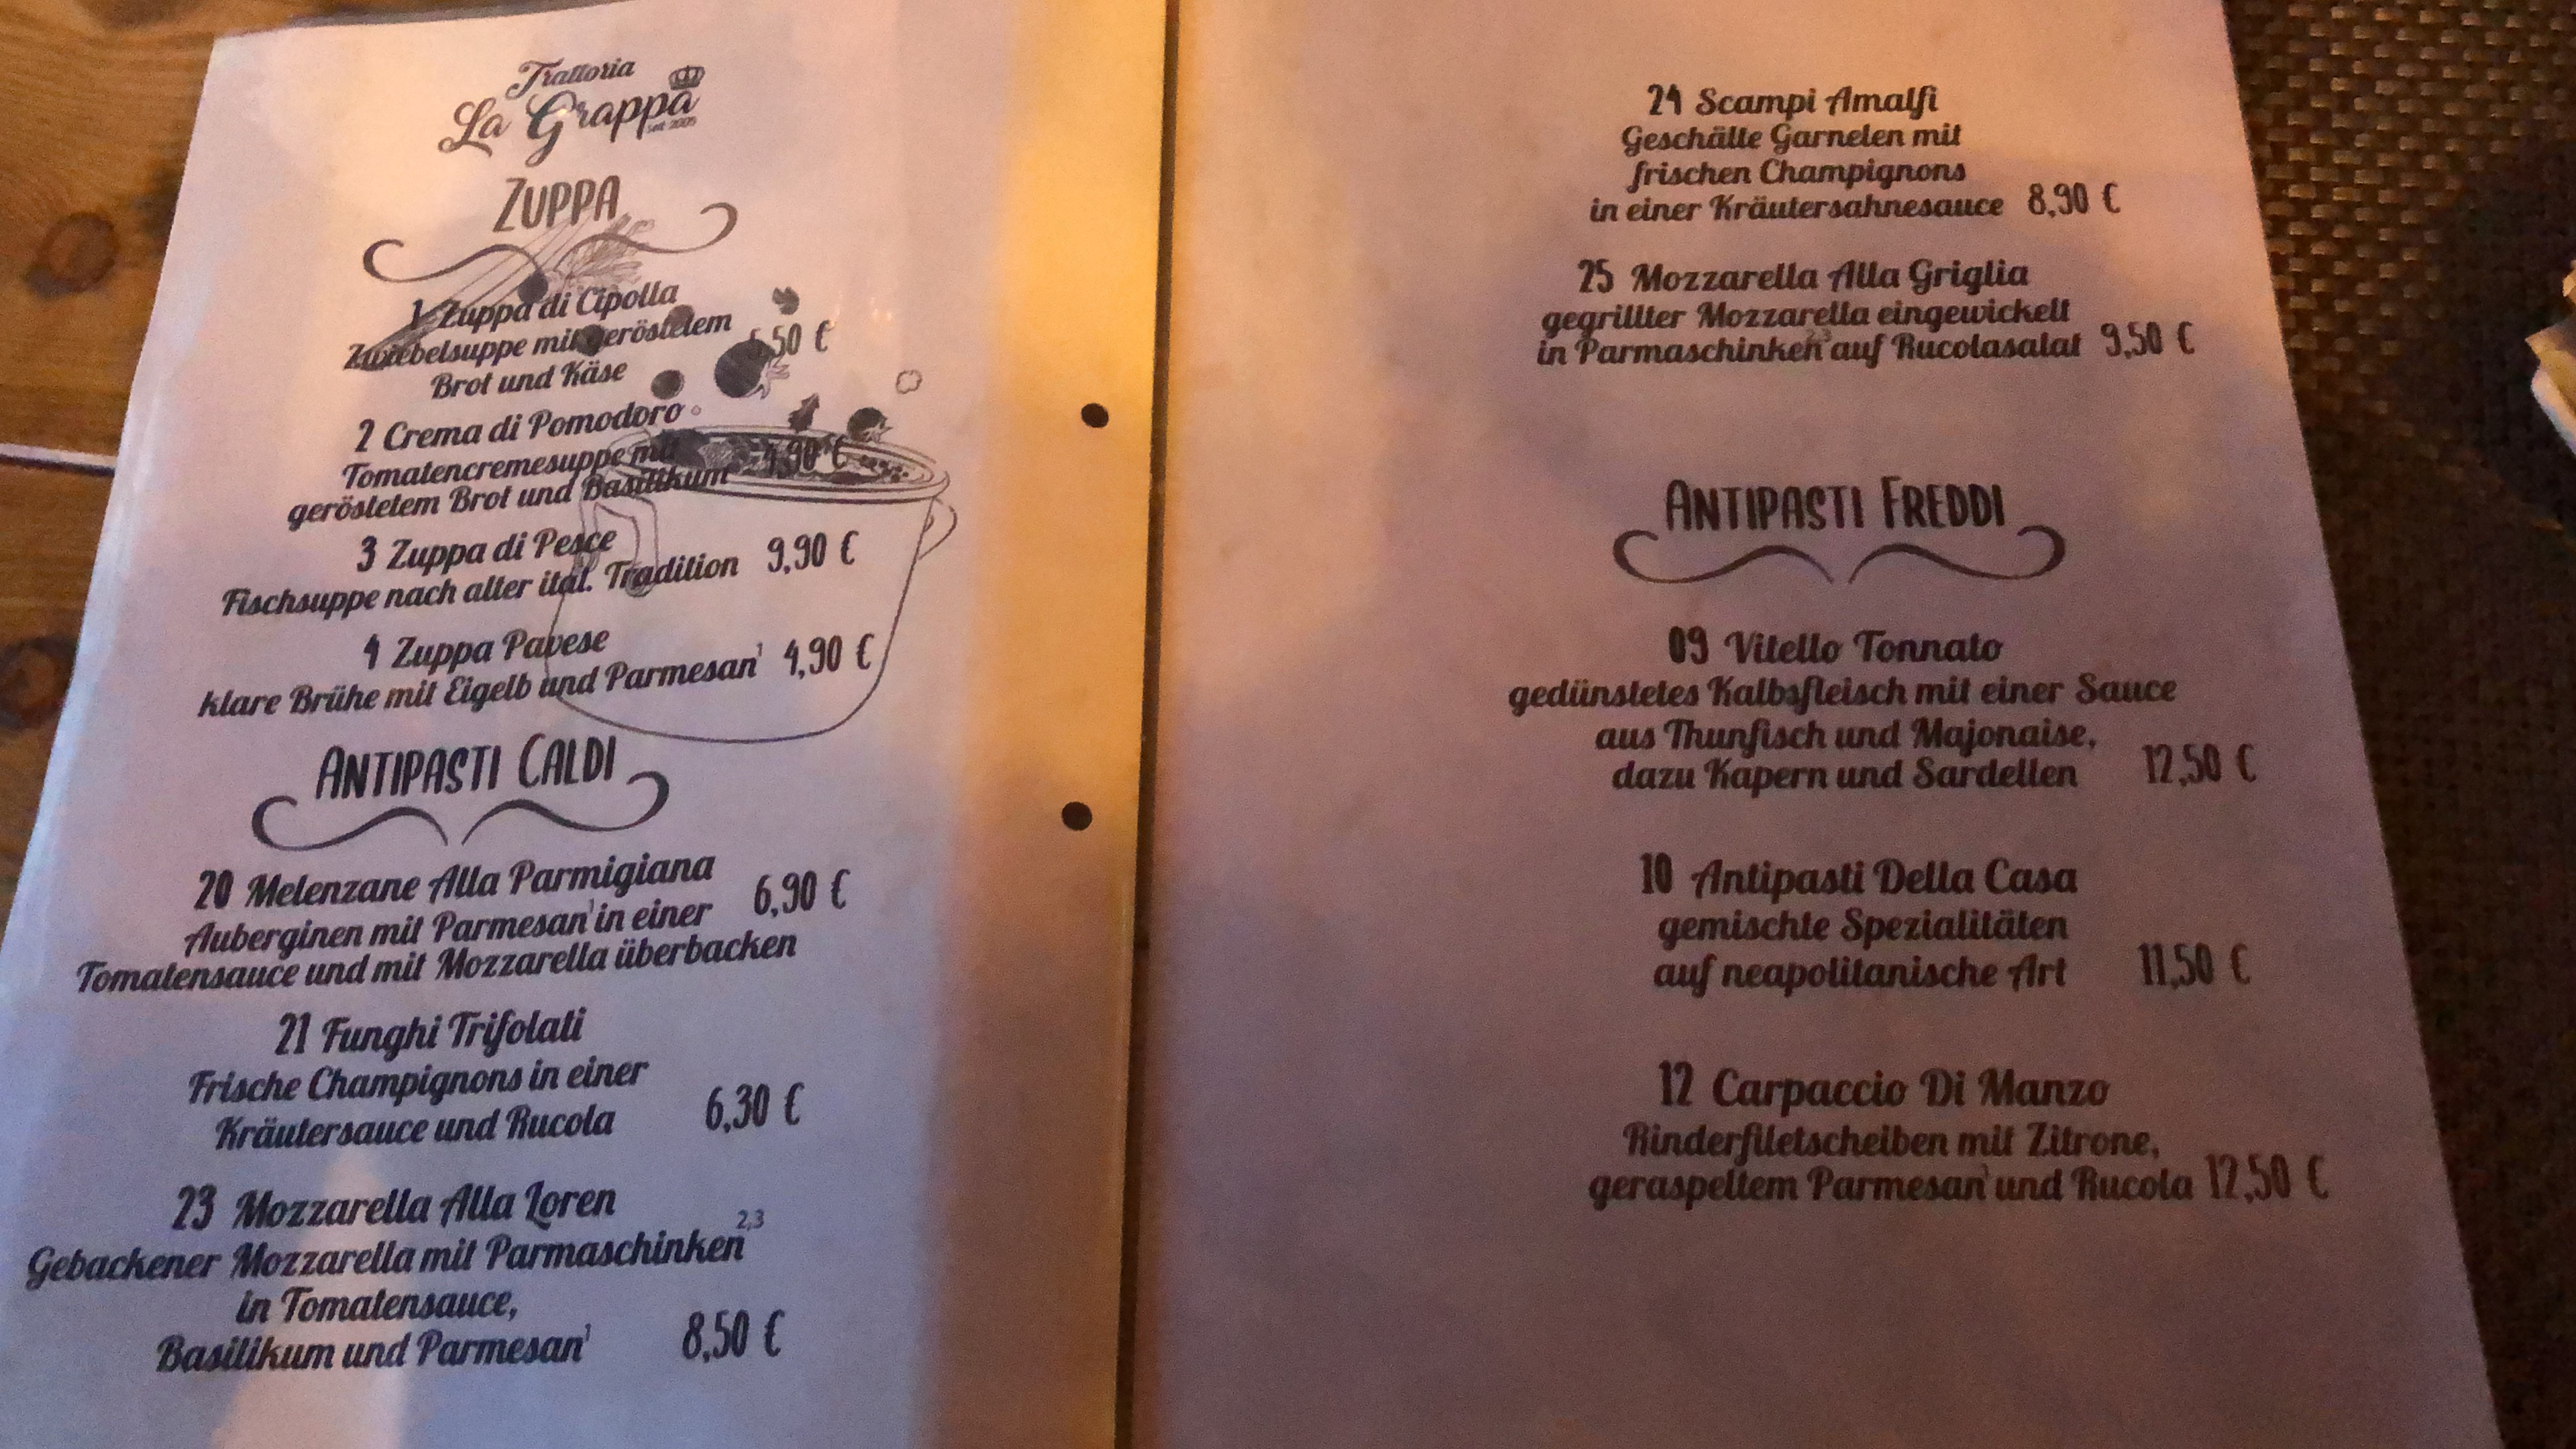 Trattoria
La Grappa
seit 2005
ZUPPA
1 Zuppa di Cipolla
Zwiebelsuppe mit geröstetem
Brot und Käse
,50 €
2 Crema di Pomodoro
Tomatencremesuppe mit
geröstetem Brot und Basilikum
4,90 €
3 Zuppa di Pesce
Fischsuppe nach alter ital. Tradition 9,90 €
4 Zuppa Pavese
klare Brühe mit Eigelb und Parmesan¹ 4,90 €
ANTIPASTI CALDI
20 Melenzane Alla Parmigiana
Auberginen mit Parmesan¹ in einer 6,90 €
Tomatensauce und mit Mozzarella überbacken
21 Funghi Trifolati
Frische Champignons in einer
Kräutersauce und Rucola 6,30 €
23 Mozzarella Alla Loren
Gebackener Mozzarella mit Parmaschinken 2,3
in Tomatensauce,
Basilikum und Parmesan¹ 8,50 €
24 Scampi Amalfi
Geschälte Garnelen mit
frischen Champignons
in einer Kräutersahnesauce 8,90 €
25 Mozzarella Alla Griglia
gegrillter Mozzarella eingewickelt
in Parmaschinken 2,3 auf Rucolasalat 9,50 €
ANTIPASTI FREDDI
09 Vitello Tonnato
gedünstetes Kalbsfleisch mit einer Sauce
aus Thunfisch und Majonaise,
dazu Kapern und Sardellen 12,50 €
10 Antipasti Della Casa
gemischte Spezialitäten
auf neapolitanische Art 11,50 €
12 Carpaccio Di Manzo
Rinderfiletscheiben mit Zitrone,
geraspeltem Parmesan¹ und Rucola 12,50 €